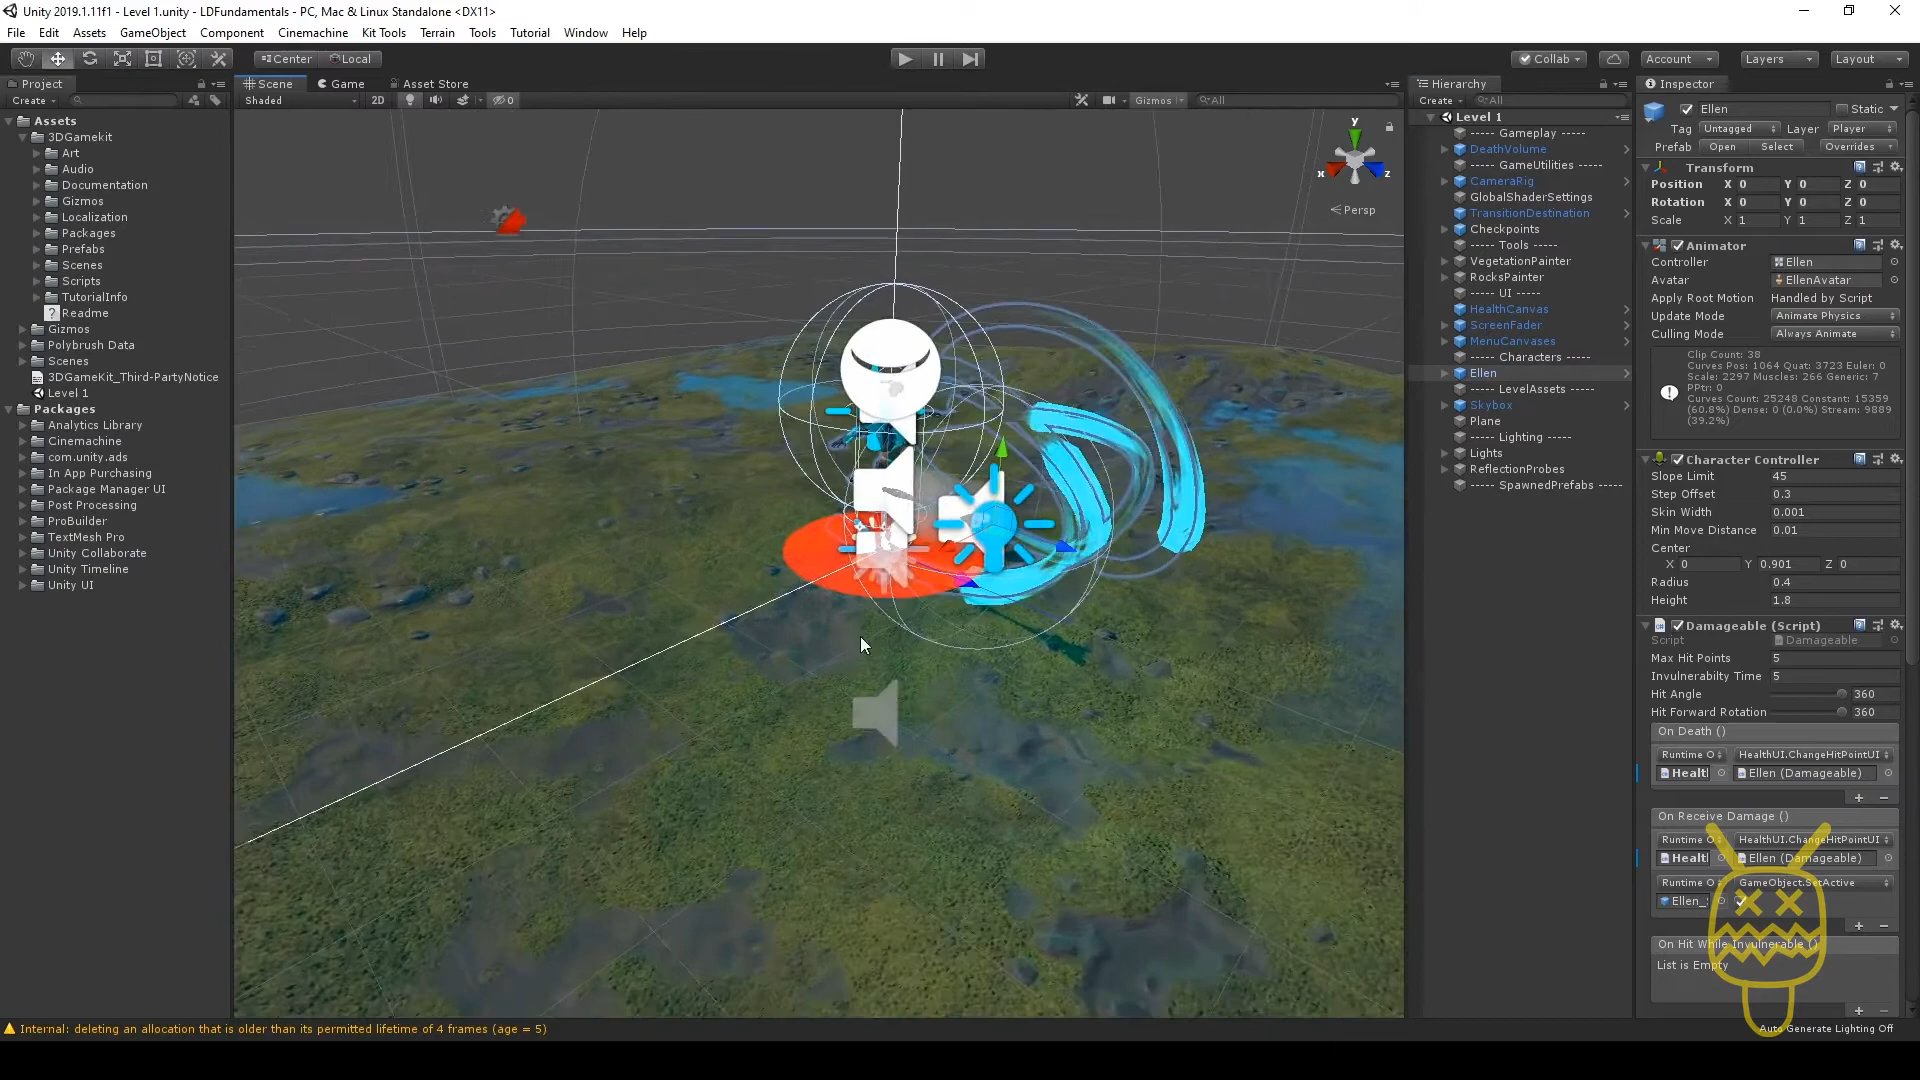 Unity 2019.1.11f1 - Level 1.unity - LDFundamentals - PC, Mac & Linux Standalone <DX11>
File Edit Assets GameObject Component Cinemachine Kit Tools Terrain Tools Tutorial Window Help
Center Local
Collab Account Layers Layout
Project
Create
Assets
3DGamekit
Art
Audio
Documentation
Gizmos
Localization
Packages
Prefabs
Scenes
Scripts
TutorialInfo
Readme
Gizmos
Polybrush Data
Scenes
3DGameKit_Third-PartyNotice
Level 1
Packages
Analytics Library
Cinemachine
com.unity.ads
In App Purchasing
Package Manager UI
Post Processing
ProBuilder
TextMesh Pro
Unity Collaborate
Unity Timeline
Unity UI
Scene Game Asset Store
Shaded 2D 0 Gizmos All
y
x z
Persp
Hierarchy
Create All
Level 1
----- Gameplay -----
DeathVolume
----- GameUtilities -----
CameraRig
GlobalShaderSettings
TransitionDestination
Checkpoints
----- Tools -----
VegetationPainter
RocksPainter
----- UI -----
HealthCanvas
ScreenFader
MenuCanvases
----- Characters -----
Ellen
----- LevelAssets -----
Skybox
Plane
----- Lighting -----
Lights
ReflectionProbes
----- SpawnedPrefabs -----
Inspector
Ellen Static
Tag Untagged Layer Player
Prefab Open Select Overrides
Transform
Position X 0 Y 0 Z 0
Rotation X 0 Y 0 Z 0
Scale X 1 Y 1 Z 1
Animator
Controller Ellen
Avatar EllenAvatar
Apply Root Motion Handled by Script
Update Mode Animate Physics
Culling Mode Always Animate
Clip Count: 38
Curves Pos: 1064 Quat: 3723 Euler: 0
Scale: 2297 Muscles: 266 Generic: 7
PPtr: 0
Curves Count: 25248 Constant: 15359
(60.8%) Dense: 0 (0.0%) Stream: 9889
(39.2%)
Character Controller
Slope Limit 45
Step Offset 0.3
Skin Width 0.001
Min Move Distance 0.01
Center
X 0 Y 0.901 Z 0
Radius 0.4
Height 1.8
Damageable (Script)
Script Damageable
Max Hit Points 5
Invulnerabilty Time 5
Hit Angle 360
Hit Forward Rotation 360
On Death ()
Runtime O HealthUI.ChangeHitPointUI
Healt Ellen (Damageable)
On Receive Damage ()
Runtime O HealthUI.ChangeHitPointUI
Healt Ellen (Damageable)
Runtime O GameObject.SetActive
Ellen_
On Hit While Invulnerable ()
List is Empty
Internal: deleting an allocation that is older than its permitted lifetime of 4 frames (age = 5)
Auto Generate Lighting Off